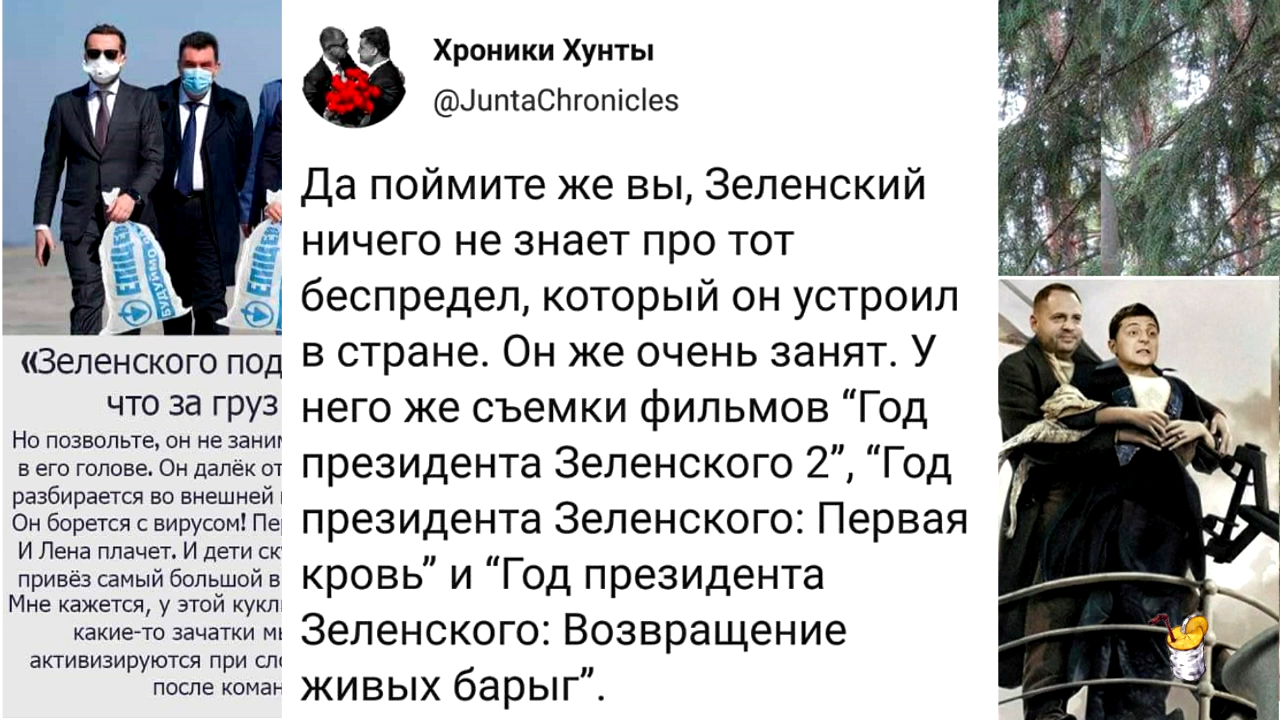 «Зеленского под
что за груз
Но позвольте, он не заним
в его голове. Он далёк от
разбирается во внешней
Он борется с вирусом! Пе
И Лена плачет. И дети ск
привёз самый большой в
Мне кажется, у этой кукл
какие-то зачатки мы
активизируются при сло
после коман
Хроники Хунты
@JuntaChronicles
Да поймите же вы, Зеленский
ничего не знает про тот
беспредел, который он устроил
в стране. Он же очень занят. У
него же съемки фильмов “Год
президента Зеленского 2”, “Год
президента Зеленского: Первая
кровь” и “Год президента
Зеленского: Возвращение
живых барыг”.